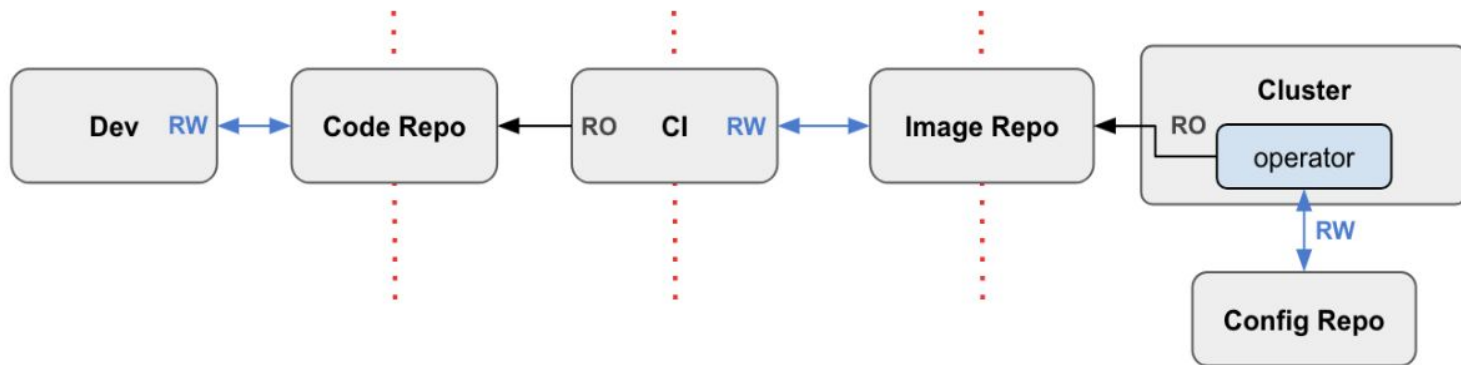 Dev
RW
Code Repo
RO
CI
RW
Image Repo
Cluster
RO
operator
RW
Config Repo